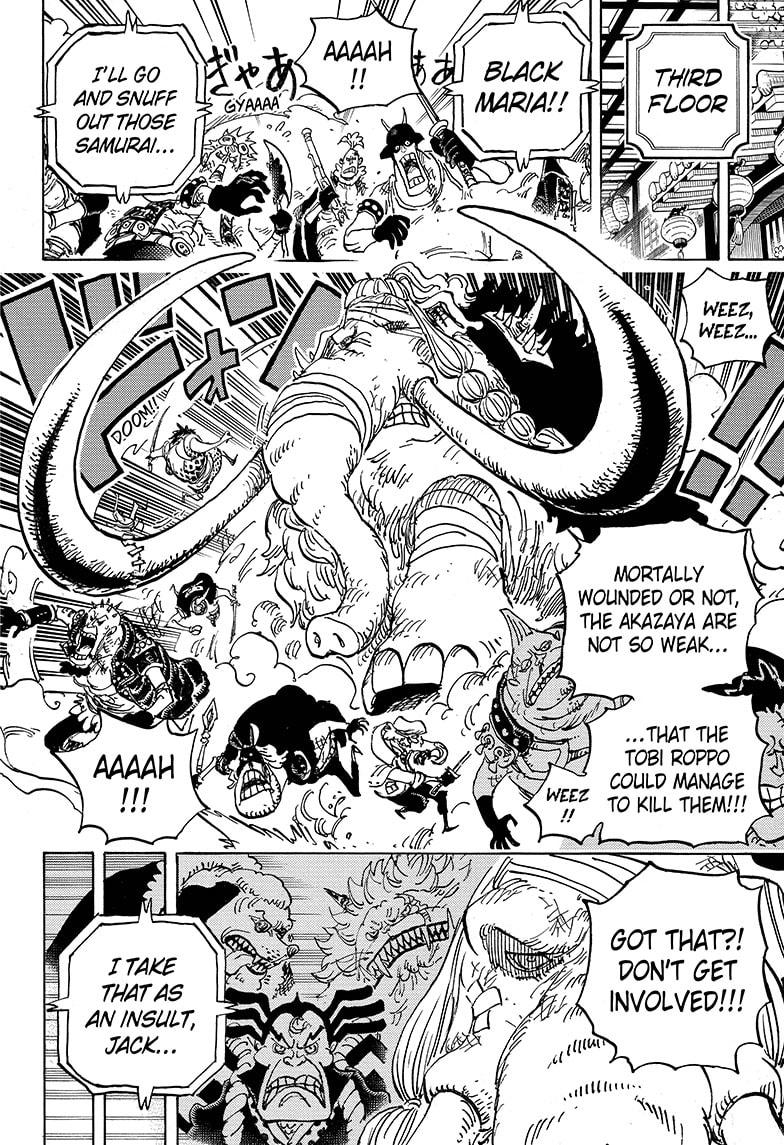 THIRD
FLOOR
BLACK
MARIA!!
AAAAH
!!
ぎゃあ
ぁぁ
GYAAAA
I'LL GO
AND SNUFF
OUT THOSE
SAMURAI...
WEEZ,
WEEZ...
DOOM!!
MORTALLY
WOUNDED OR NOT,
THE AKAZAYA ARE
NOT SO WEAK...
...THAT THE
TOBI ROPPO
COULD MANAGE
TO KILL THEM!!!
WEEZ
!!
AAAAH
!!!
GOT THAT?!
DON'T GET
INVOLVED!!!
I TAKE
THAT AS
AN INSULT,
JACK...